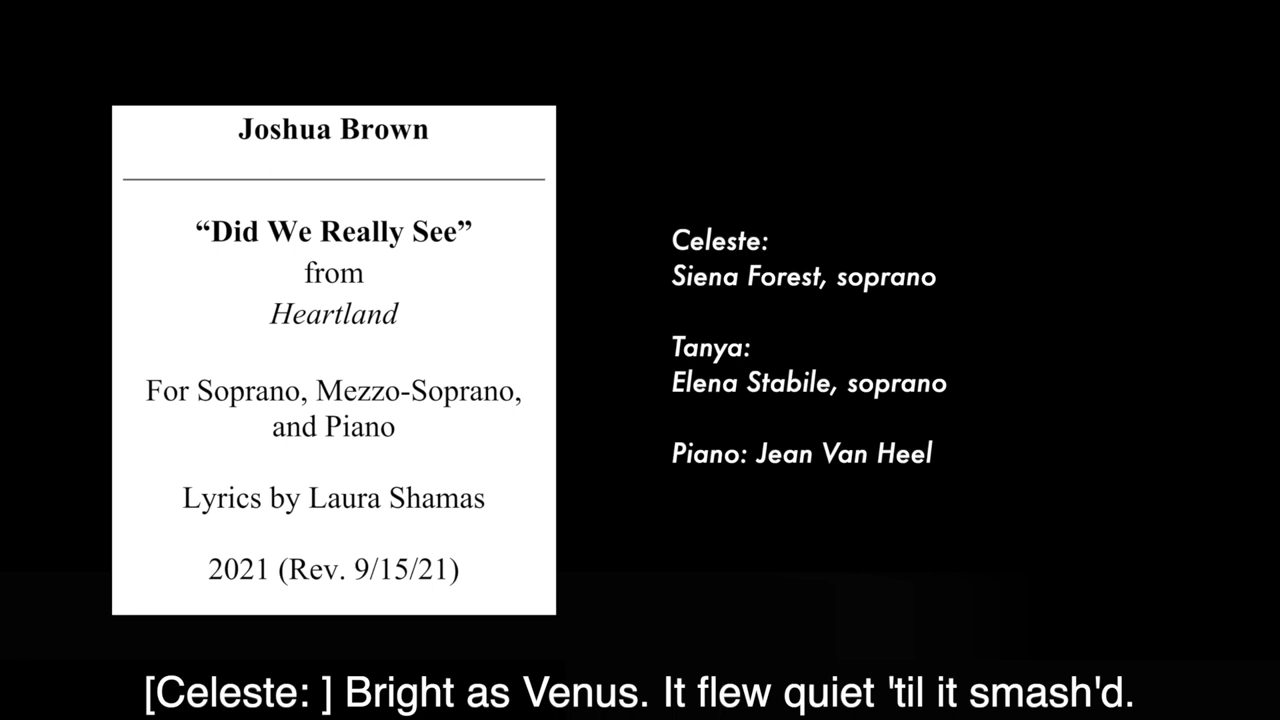 Joshua Brown
“Did We Really See”
from
Heartland
For Soprano, Mezzo-Soprano,
and Piano
Lyrics by Laura Shamas
2021 (Rev. 9/15/21)
Celeste:
Siena Forest, soprano
Tanya:
Elena Stabile, soprano
Piano: Jean Van Heel
[Celeste: ] Bright as Venus. It flew quiet 'til it smash'd.